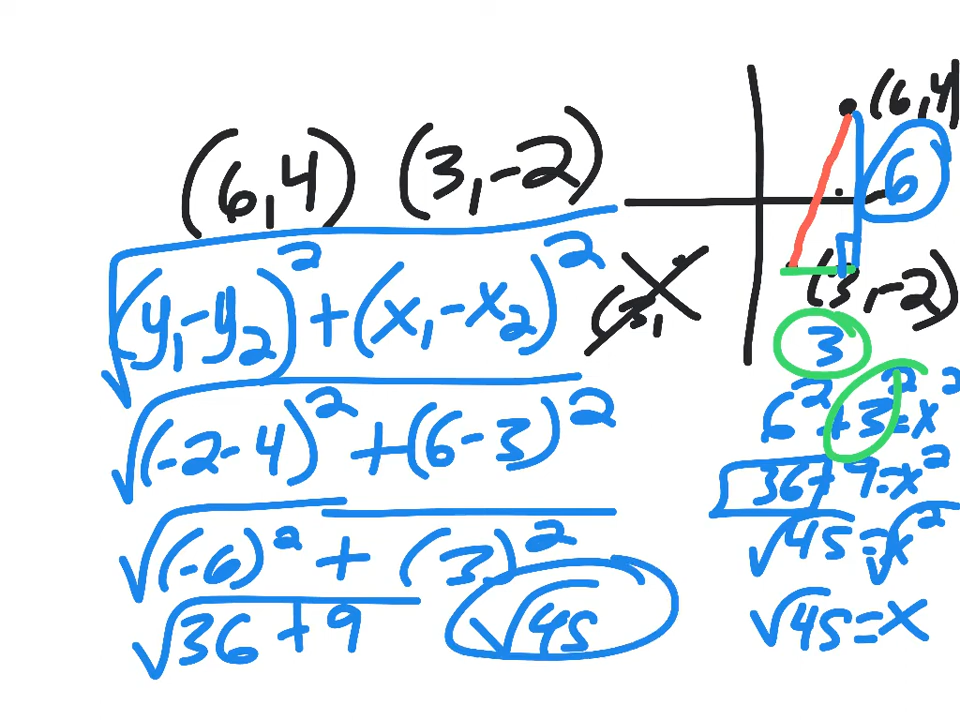 (6,4) (3,-2)
√(y₁-y₂)² + (x₁-x₂)²
√(-2-4)² + (6-3)²
√(-6)² + (3)²
√36 + 9 √45
(6,4)
6
(3,-2)
3
6² + 3² = x²
36 + 9 = x²
√45 = √x²
√45 = x